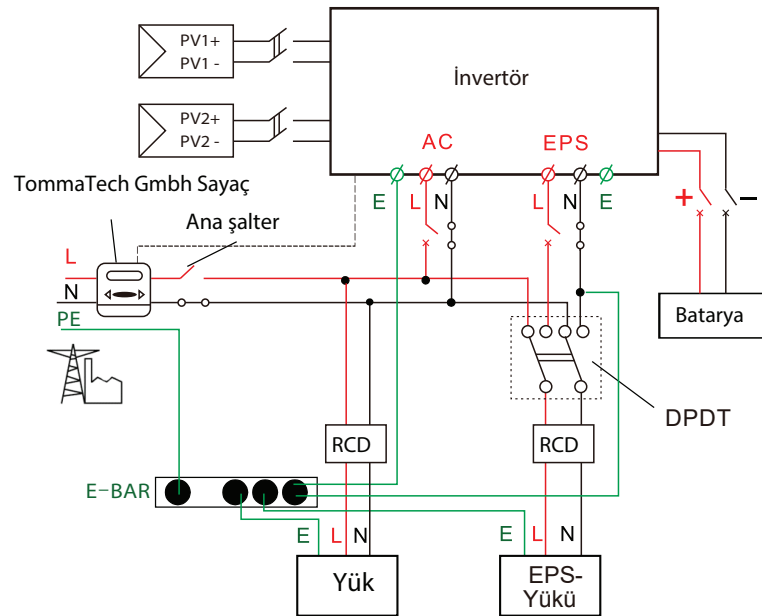 PV1+
PV1 -
PV2+
PV2 -
İnvertör
AC
EPS
E
L
N
L
N
E
+
−
TommaTech Gmbh Sayaç
Ana şalter
L
N
PE
Batarya
DPDT
RCD
RCD
E-BAR
E
L
N
E
L
N
Yük
EPS-
Yükü